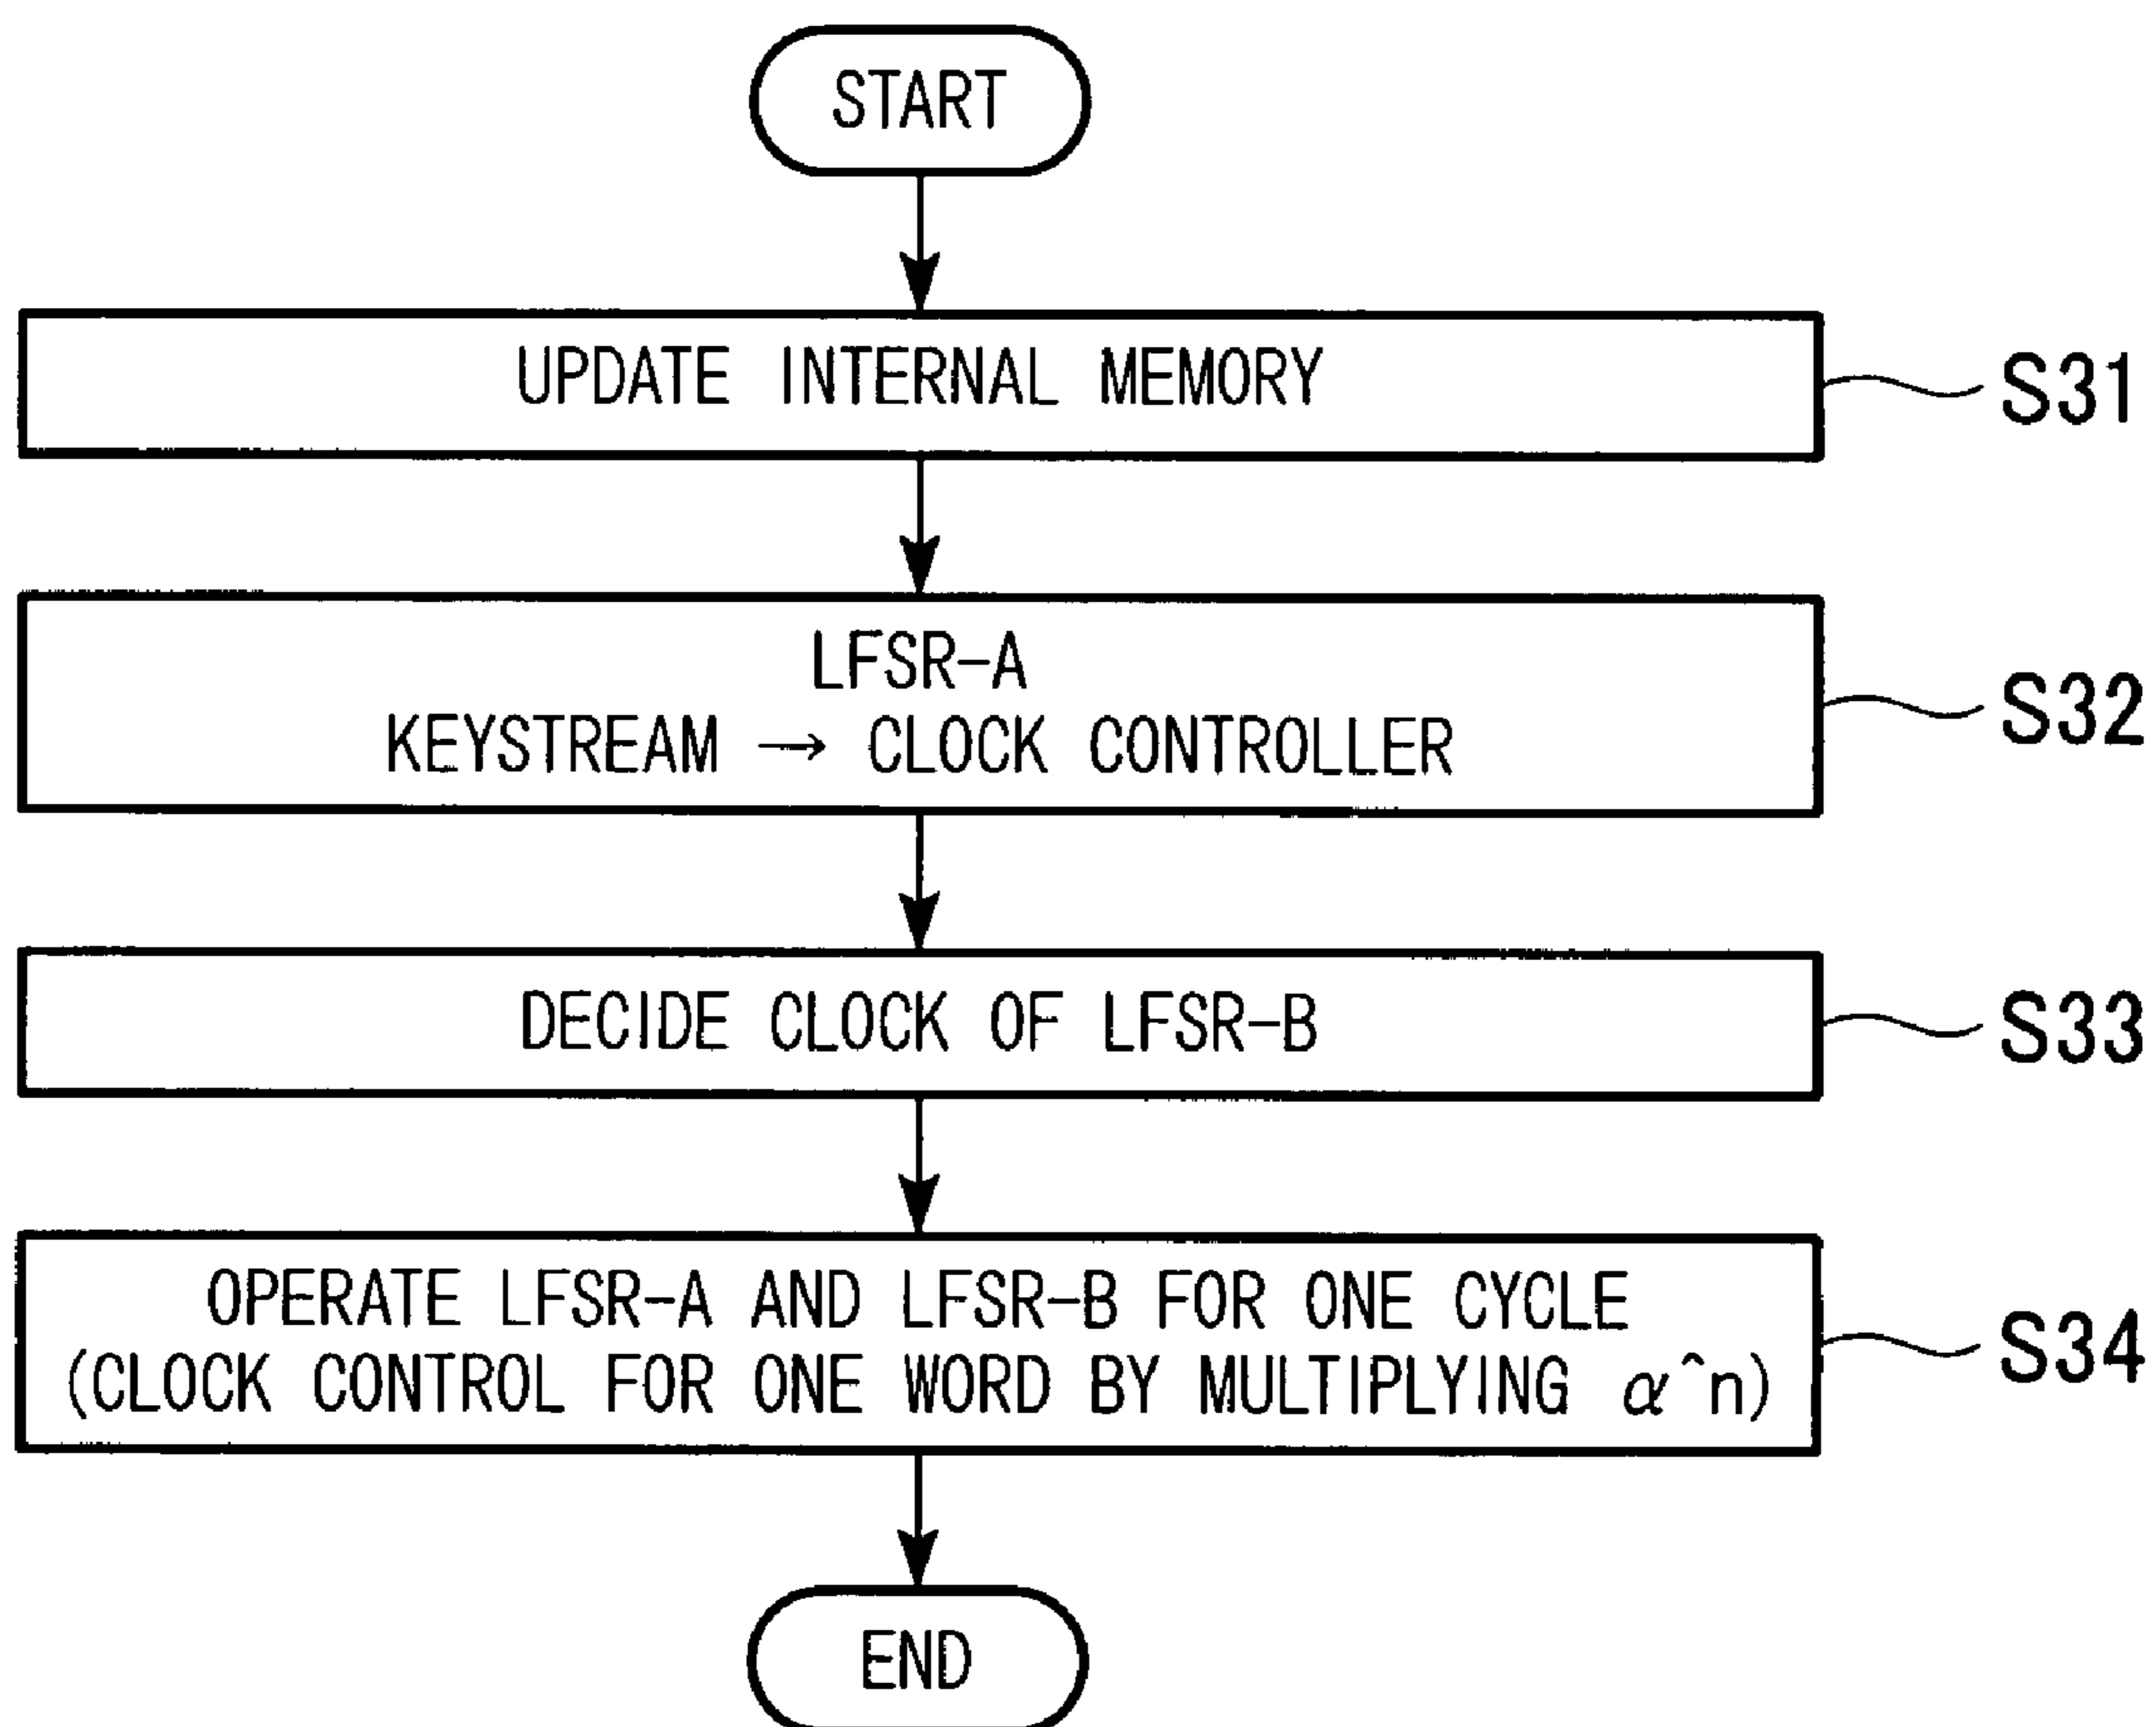 START
UPDATE INTERNAL MEMORY
S31
LFSR-A
KEYSTREAM → CLOCK CONTROLLER
S32
DECIDE CLOCK OF LFSR-B
S33
OPERATE LFSR-A AND LFSR-B FOR ONE CYCLE
(CLOCK CONTROL FOR ONE WORD BY MULTIPLYING α^n)
S34
END